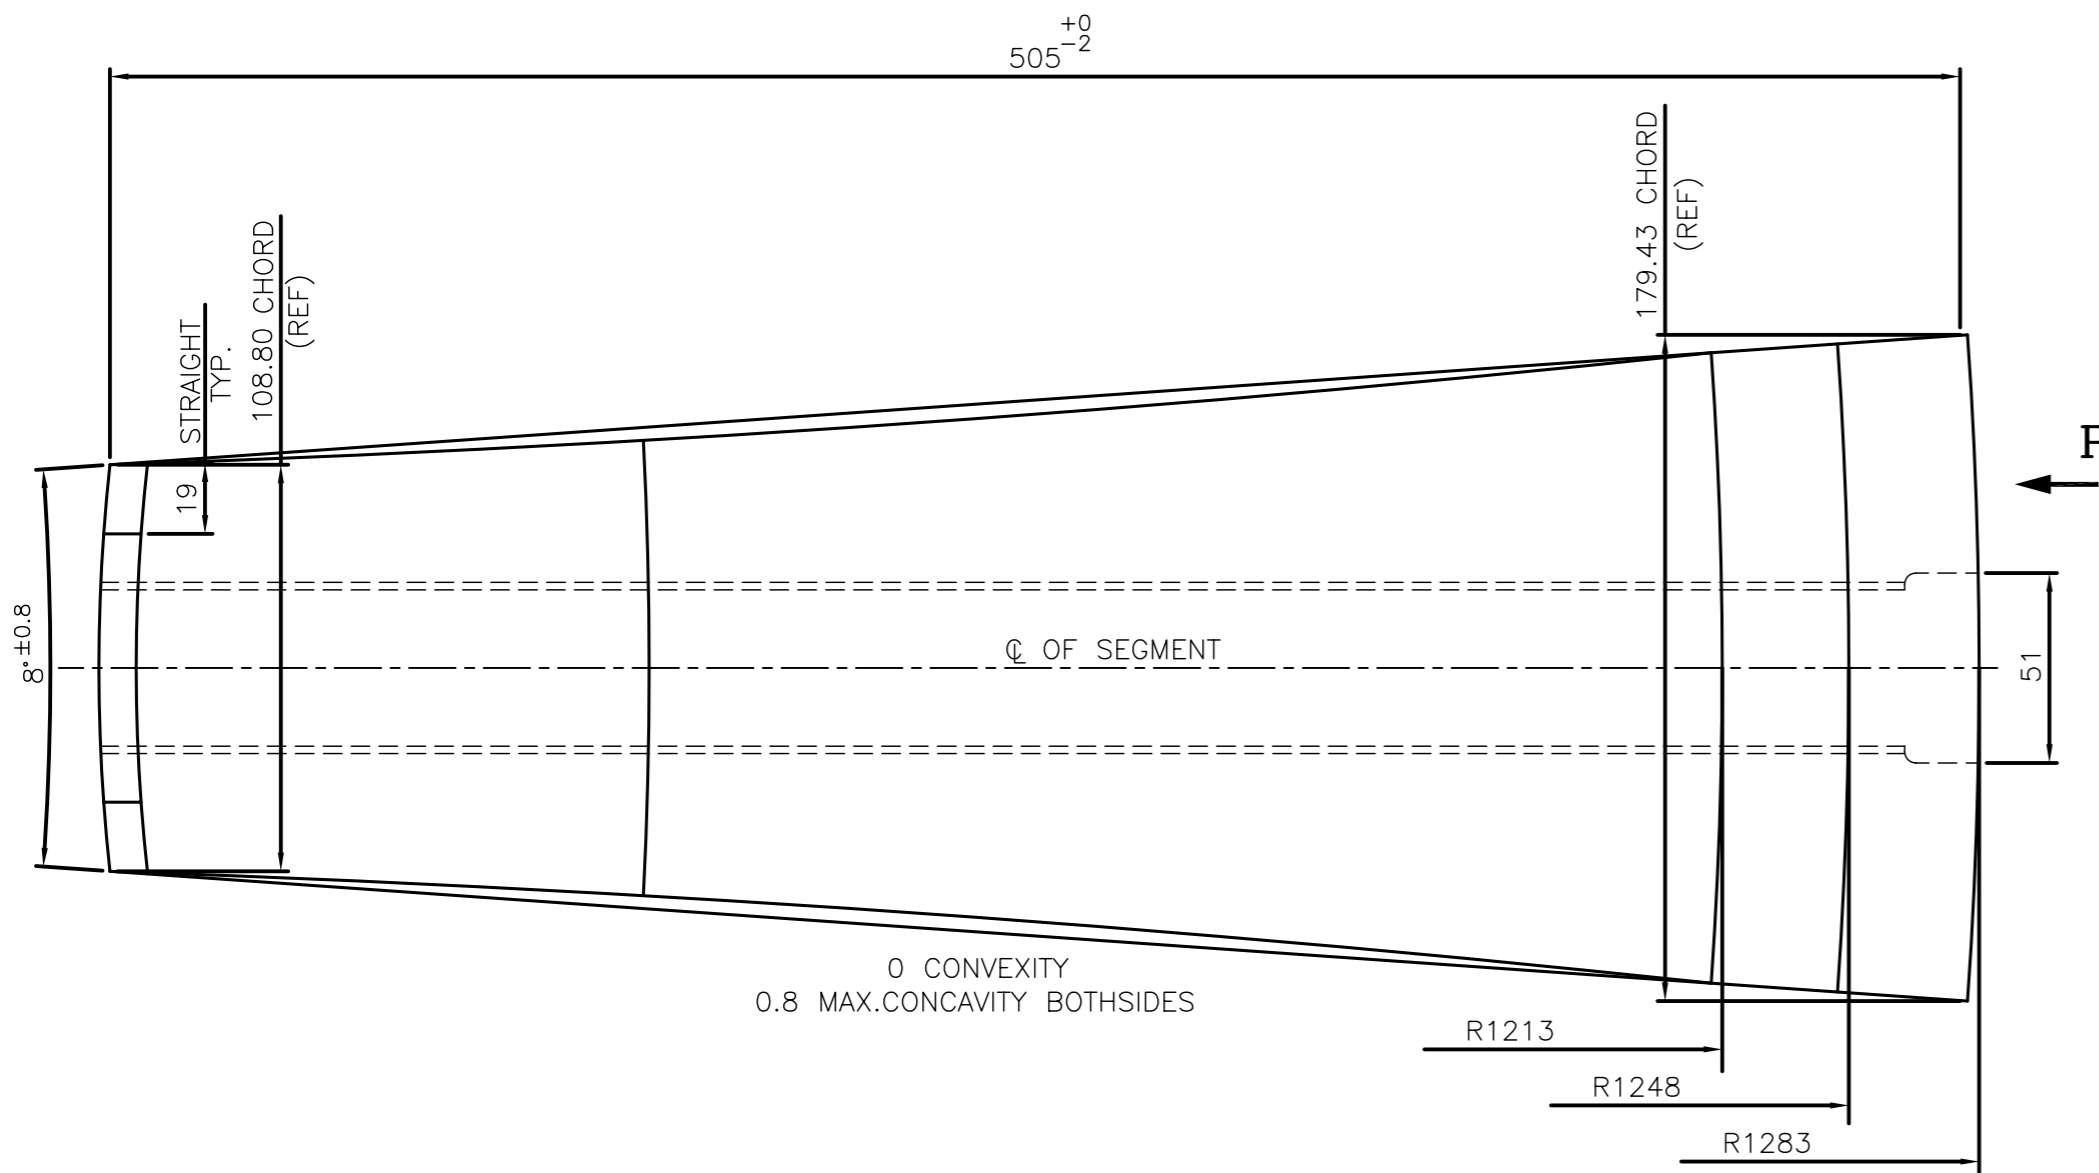 +0
505 -2
179.43 CHORD
(REF)
108.80 CHORD
(REF)
STRAIGHT
TYP.
19
8°±0.8
℄ OF SEGMENT
51
0 CONVEXITY
0.8 MAX.CONCAVITY BOTHSIDES
R1213
R1248
R1283